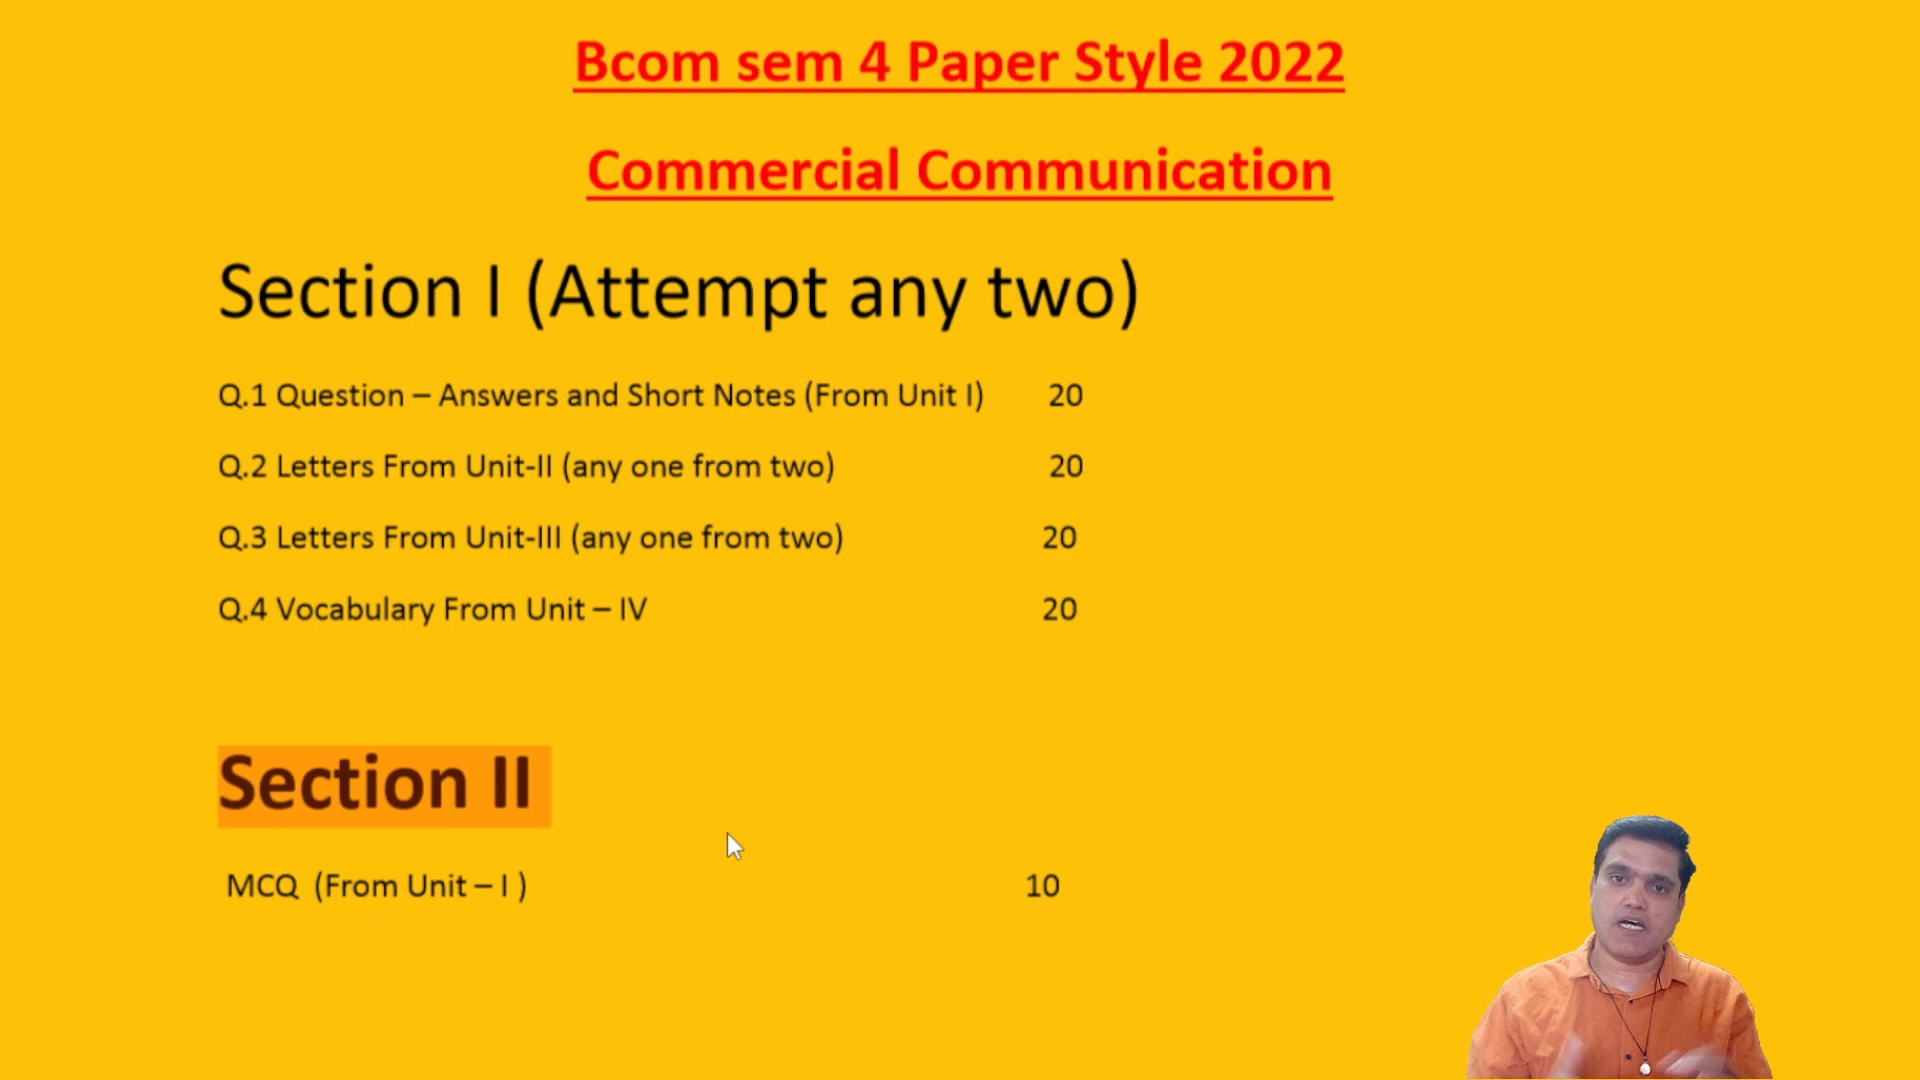 Bcom sem 4 Paper Style 2022
Commercial Communication
Section I (Attempt any two)
Q.1 Question – Answers and Short Notes (From Unit I) 20
Q.2 Letters From Unit-II (any one from two) 20
Q.3 Letters From Unit-III (any one from two) 20
Q.4 Vocabulary From Unit – IV 20
Section II
MCQ (From Unit – I ) 10